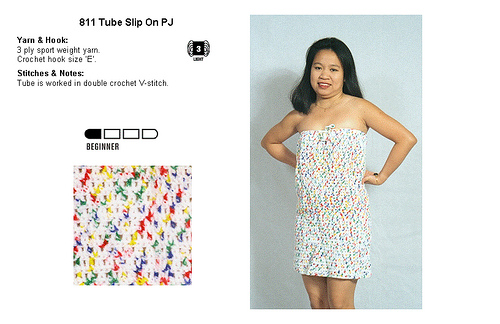 811 Tube Slip On PJ
Yarn & Hook:
3 ply sport weight yarn.
Crochet hook size 'E'.
3
LIGHT
Stitches & Notes:
Tube is worked in double crochet V-stitch.
BEGINNER